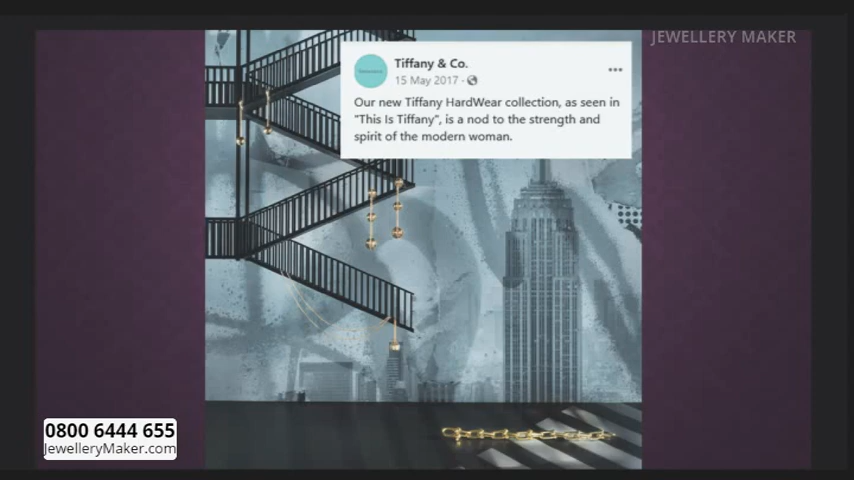 JEWELLERY MAKER
Tiffany & Co.
15 May 2017 ·
Our new Tiffany HardWear collection, as seen in
"This Is Tiffany", is a nod to the strength and
spirit of the modern woman.
0800 6444 655
JewelleryMaker.com